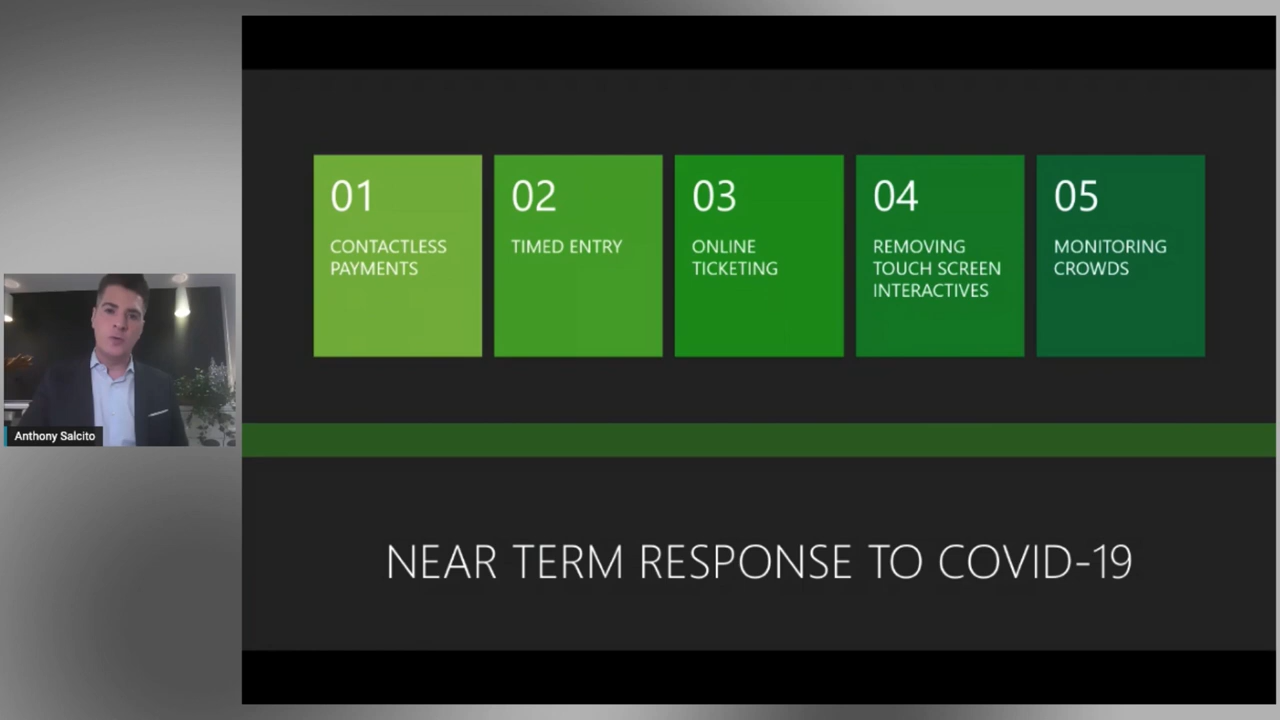 01
CONTACTLESS
PAYMENTS
02
TIMED ENTRY
03
ONLINE
TICKETING
04
REMOVING
TOUCH SCREEN
INTERACTIVES
05
MONITORING
CROWDS
Anthony Salcito
NEAR TERM RESPONSE TO COVID-19